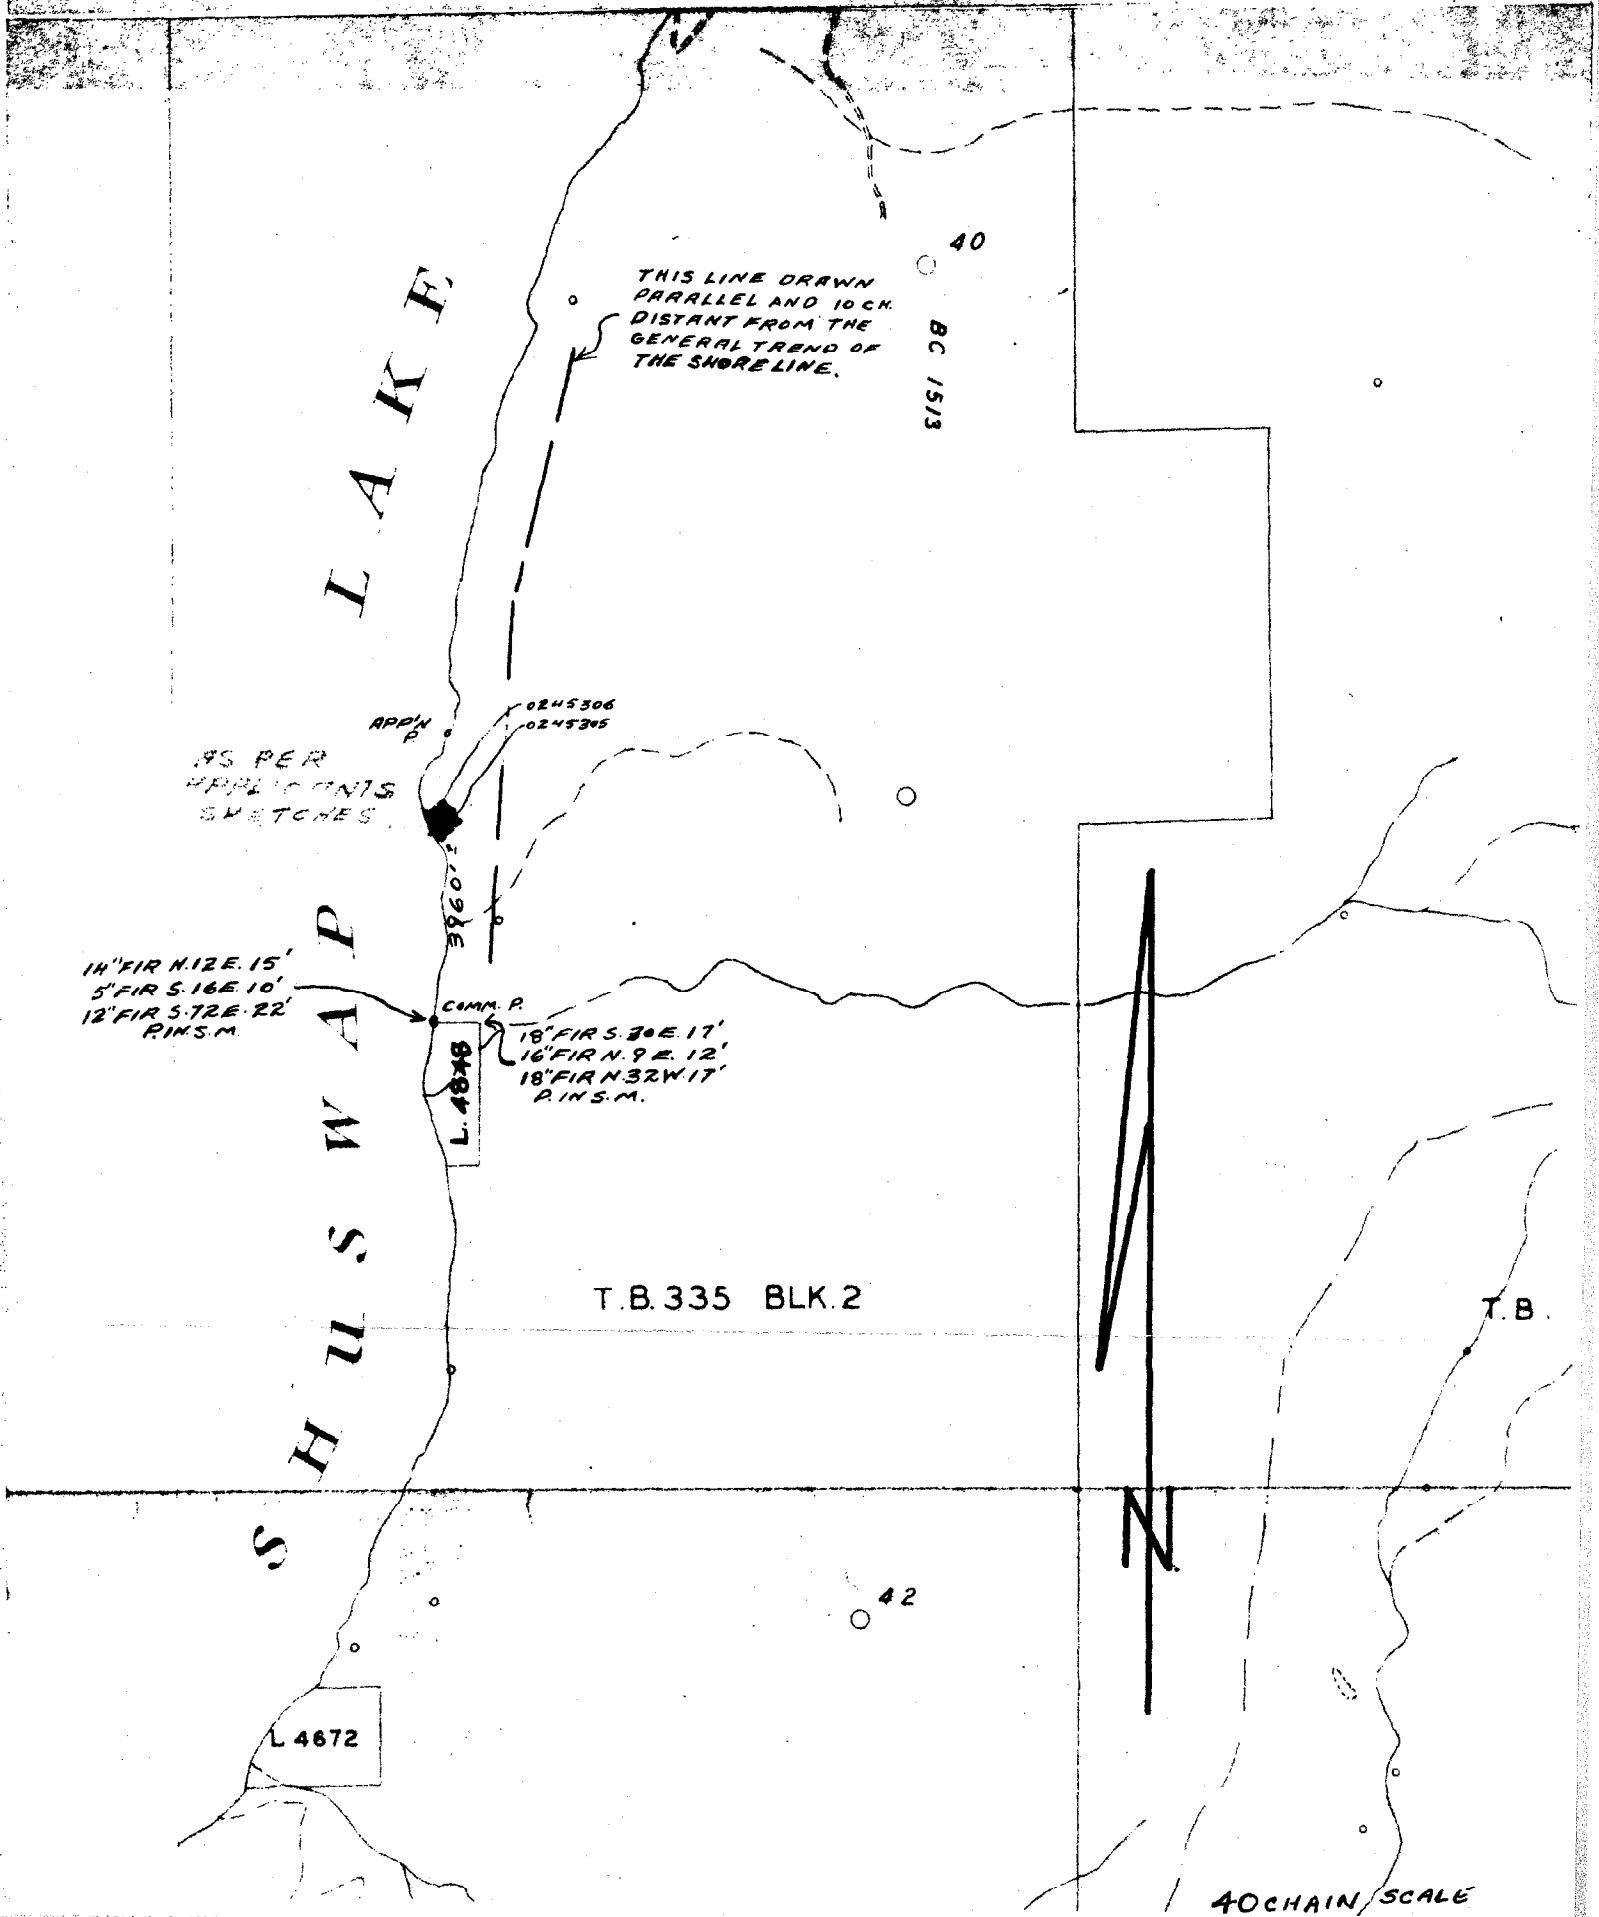 40
THIS LINE DRAWN
PARALLEL AND 10 CH.
DISTANT FROM THE
GENERAL TREND OF
THE SHORELINE.
BC 1513
SHUSWAP LAKE
0245306
0245305
APP'N
P.
AS PER
APPLICANTS
SKETCHES.
3960'±
14" FIR N.12E. 15'
5" FIR S.16E. 10'
12" FIR S.72E. 22'
P. IN S.M.
COMM. P.
18" FIR S.30E. 17'
16" FIR N.9E. 12'
18" FIR N.32W. 17'
P. IN S.M.
L. 4848
T.B. 335 BLK. 2
T.B.
N
42
L 4672
40 CHAIN SCALE